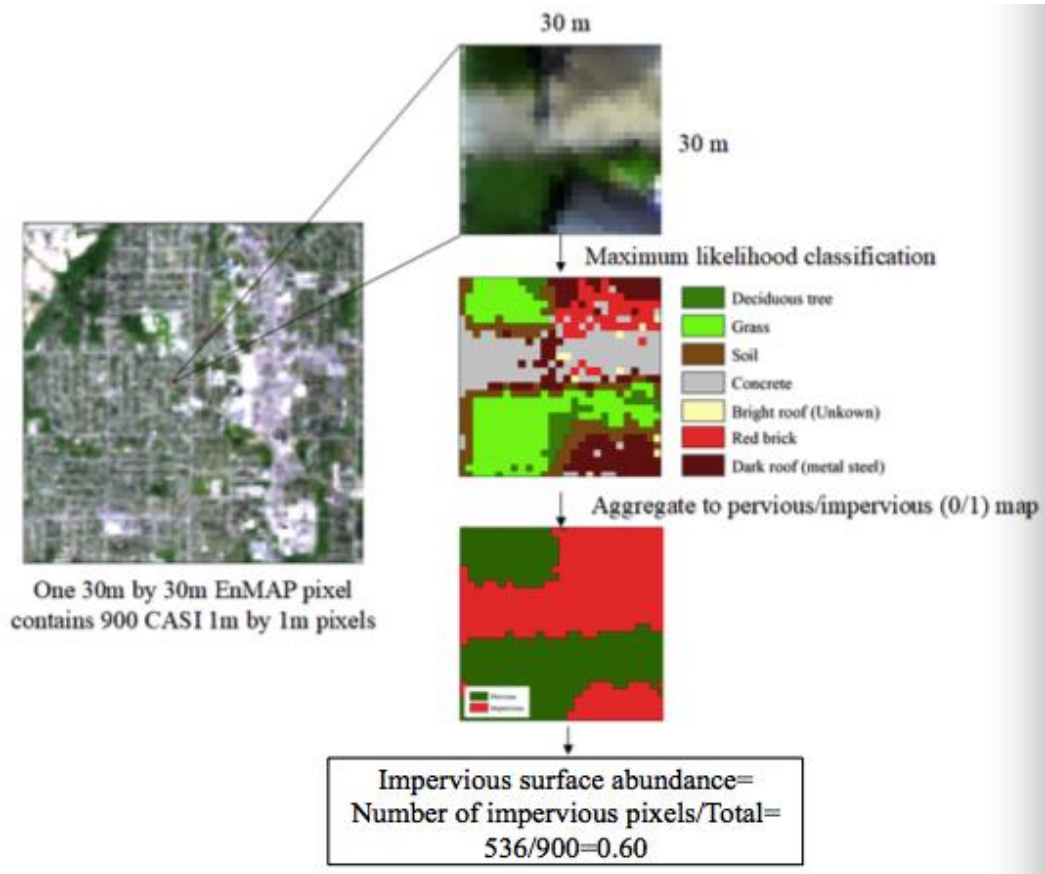 30 m
30 m
Maximum likelihood classification
Deciduous tree
Grass
Soil
Concrete
Bright roof (Unkown)
Red brick
Dark roof (metal steel)
Aggregate to pervious/impervious (0/1) map
One 30m by 30m EnMAP pixel
contains 900 CASI 1m by 1m pixels
Pervious
Impervious
Impervious surface abundance=
Number of impervious pixels/Total=
536/900=0.60